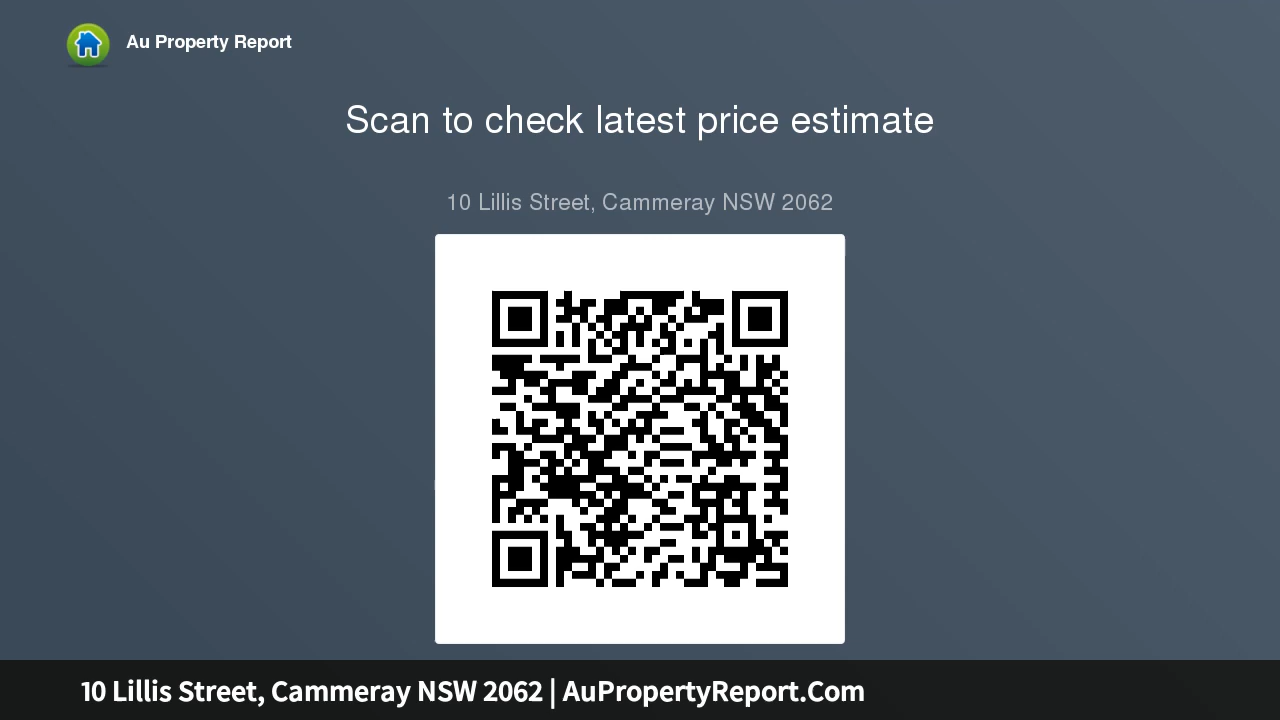 Au Property Report
Scan to check latest price estimate
10 Lillis Street, Cammeray NSW 2062
10 Lillis Street, Cammeray NSW 2062 | AuPropertyReport.Com